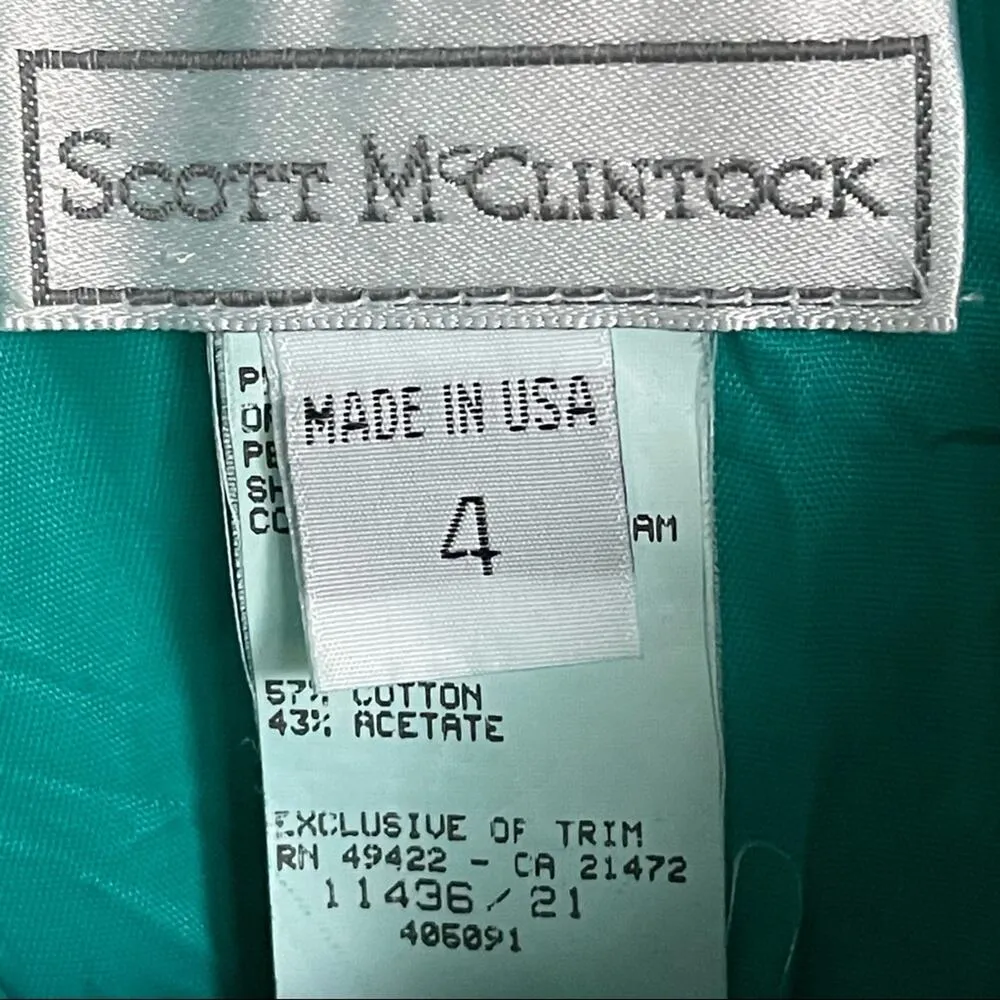 SCOTT McCLINTOCK
MADE IN USA
4
AM
57% COTTON
43% ACETATE
EXCLUSIVE OF TRIM
RN 49422 - CA 21472
11436/21
406091